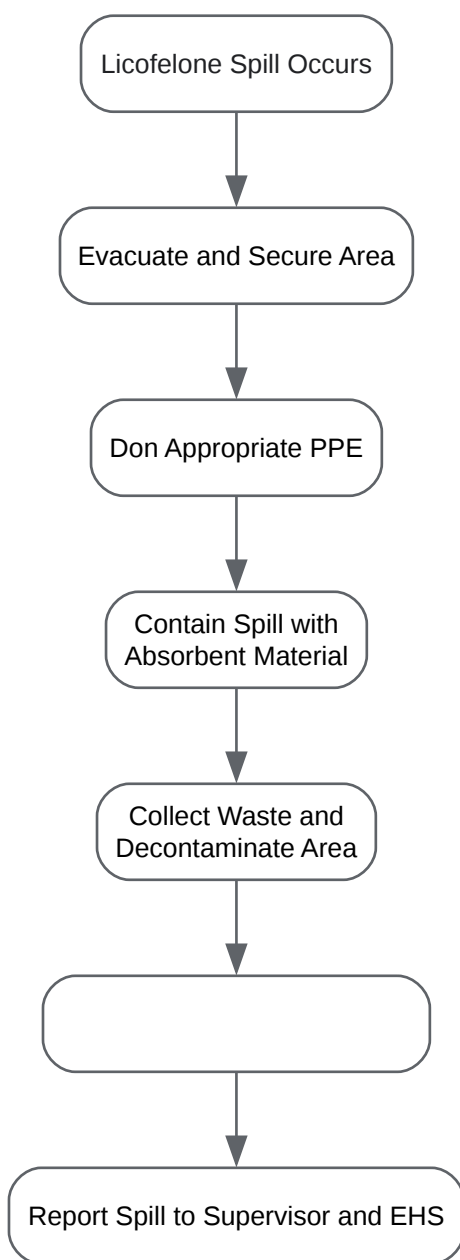 Licofelone Spill Occurs
Evacuate and Secure Area
Don Appropriate PPE
Contain Spill with
Absorbent Material
Collect Waste and
Decontaminate Area
Report Spill to Supervisor and EHS